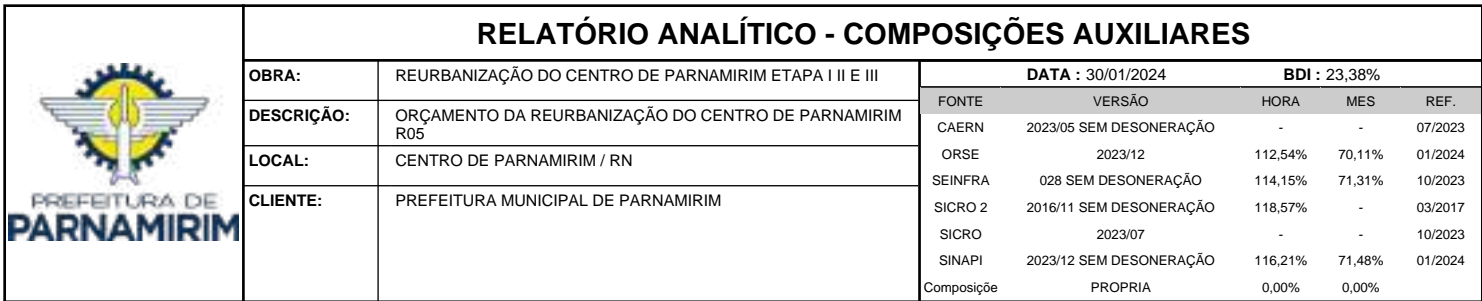 RELATÓRIO ANALÍTICO - COMPOSIÇÕES AUXILIARES
PREFEITURA DE
PARNAMIRIM
OBRA: REURBANIZAÇÃO DO CENTRO DE PARNAMIRIM ETAPA I II E III
DESCRIÇÃO: ORÇAMENTO DA REURBANIZAÇÃO DO CENTRO DE PARNAMIRIM
R05
LOCAL: CENTRO DE PARNAMIRIM / RN
CLIENTE: PREFEITURA MUNICIPAL DE PARNAMIRIM
DATA : 30/01/2024 BDI : 23,38%
FONTE VERSÃO HORA MES REF.
CAERN 2023/05 SEM DESONERAÇÃO - - 07/2023
ORSE 2023/12 112,54% 70,11% 01/2024
SEINFRA 028 SEM DESONERAÇÃO 114,15% 71,31% 10/2023
SICRO 2 2016/11 SEM DESONERAÇÃO 118,57% - 03/2017
SICRO 2023/07 - - 10/2023
SINAPI 2023/12 SEM DESONERAÇÃO 116,21% 71,48% 01/2024
Composiçõe PROPRIA 0,00% 0,00%